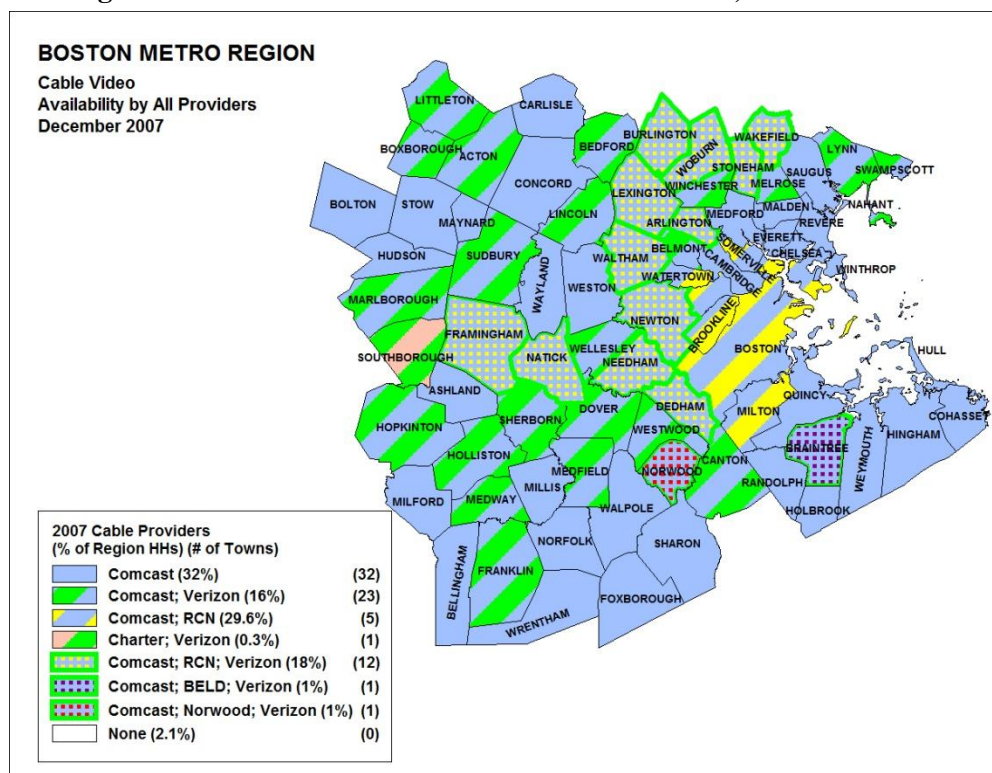 BOSTON METRO REGION
Cable Video
Availability by All Providers
December 2007
LITTLETON
CARLISLE
BOXBOROUGH
ACTON
BEDFORD
BURLINGTON
WOBURN
WAKEFIELD
STONEHAM
LYNN
SWAMPSCOTT
SAUGUS
CONCORD
LEXINGTON
WINCHESTER
MELROSE
BOLTON
STOW
MAYNARD
LINCOLN
ARLINGTON
MEDFORD
MALDEN
NAHANT
REVERE
HUDSON
SUDBURY
WAYLAND
WESTON
WALTHAM
BELMONT
SOMERVILLE
EVERETT
CHELSEA
WINTHROP
WATERTOWN
CAMBRIDGE
MARLBOROUGH
FRAMINGHAM
NEWTON
BROOKLINE
BOSTON
SOUTHBOROUGH
NATICK
WELLESLEY
NEEDHAM
HULL
ASHLAND
DEDHAM
MILTON
QUINCY
COHASSET
HOPKINTON
SHERBORN
DOVER
WESTWOOD
BRAINTREE
WEYMOUTH
HINGHAM
HOLLISTON
MEDFIELD
NORWOOD
CANTON
RANDOLPH
MILFORD
MEDWAY
MILLIS
WALPOLE
HOLBROOK
NORFOLK
SHARON
FRANKLIN
BELLINGHAM
FOXBOROUGH
WRENTHAM
2007 Cable Providers
(% of Region HHs) (# of Towns)
Comcast (32%) (32)
Comcast; Verizon (16%) (23)
Comcast; RCN (29.6%) (5)
Charter; Verizon (0.3%) (1)
Comcast; RCN; Verizon (18%) (12)
Comcast; BELD; Verizon (1%) (1)
Comcast; Norwood; Verizon (1%) (1)
None (2.1%) (0)